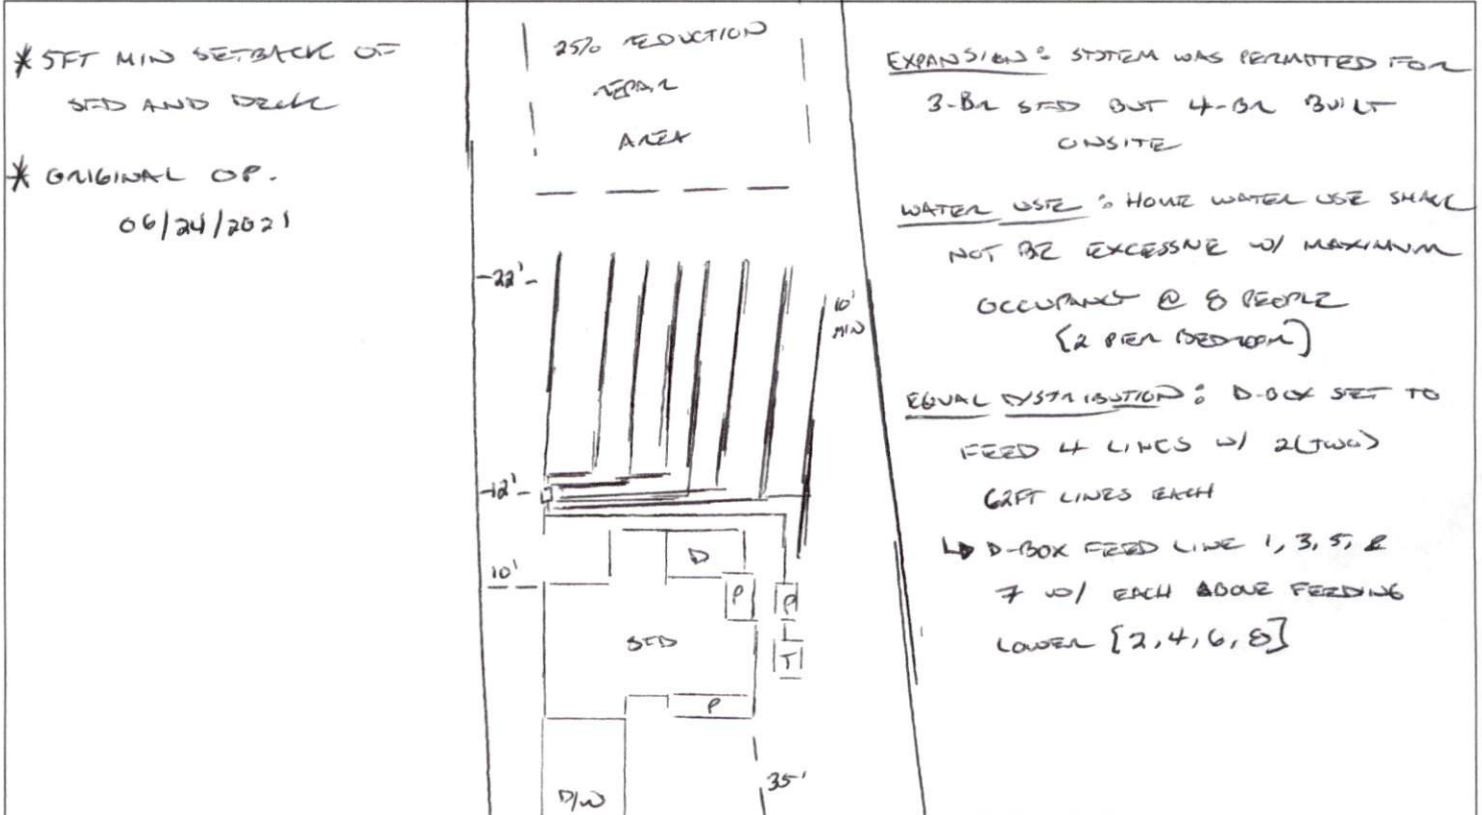 * 5FT MIN SETBACK OF
SFD AND DECK
* ORIGINAL OP.
06/24/2021
25% REDUCTION
REPAIR
AREA
22'
10'
MIN
12'
10'
D
P
P
SFD
T
P
D/W
35'
EXPANSION: SYSTEM WAS PERMITTED FOR
3-BR SFD BUT 4-BR BUILT
ONSITE
WATER USE: HOME WATER USE SHALL
NOT BE EXCESSIVE W/ MAXIMUM
OCCUPANCY @ 8 PEOPLE
[2 PER BEDROOM]
EQUAL DISTRIBUTION: D-BOX SET TO
FEED 4 LINES W/ 2(TWO)
62FT LINES EACH
↳ D-BOX FEED LINE 1, 3, 5, &
7 W/ EACH ABOVE FEEDING
LOWER [2, 4, 6, 8]